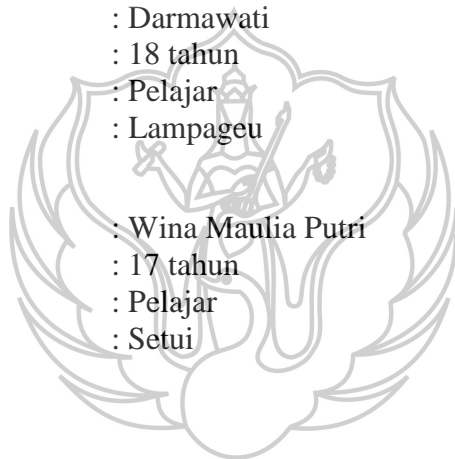 : Darmawati
: 18 tahun
: Pelajar
: Lampageu
: Wina Maulia Putri
: 17 tahun
: Pelajar
: Setui